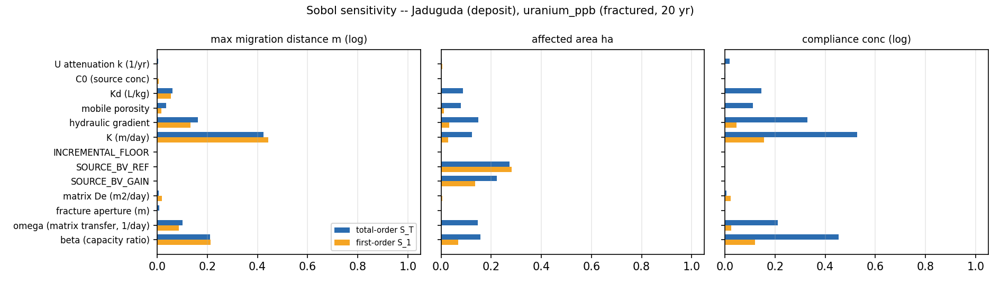 Sobol sensitivity -- Jaduguda (deposit), uranium_ppb (fractured, 20 yr)
max migration distance m (log)
affected area ha
compliance conc (log)
U attenuation k (1/yr)
C0 (source conc)
Kd (L/kg)
mobile porosity
hydraulic gradient
K (m/day)
INCREMENTAL_FLOOR
SOURCE_BV_REF
SOURCE_BV_GAIN
matrix De (m2/day)
fracture aperture (m)
omega (matrix transfer, 1/day)
beta (capacity ratio)
total-order S_T
first-order S_1
0.0 0.2 0.4 0.6 0.8 1.0
0.0 0.2 0.4 0.6 0.8 1.0
0.0 0.2 0.4 0.6 0.8 1.0